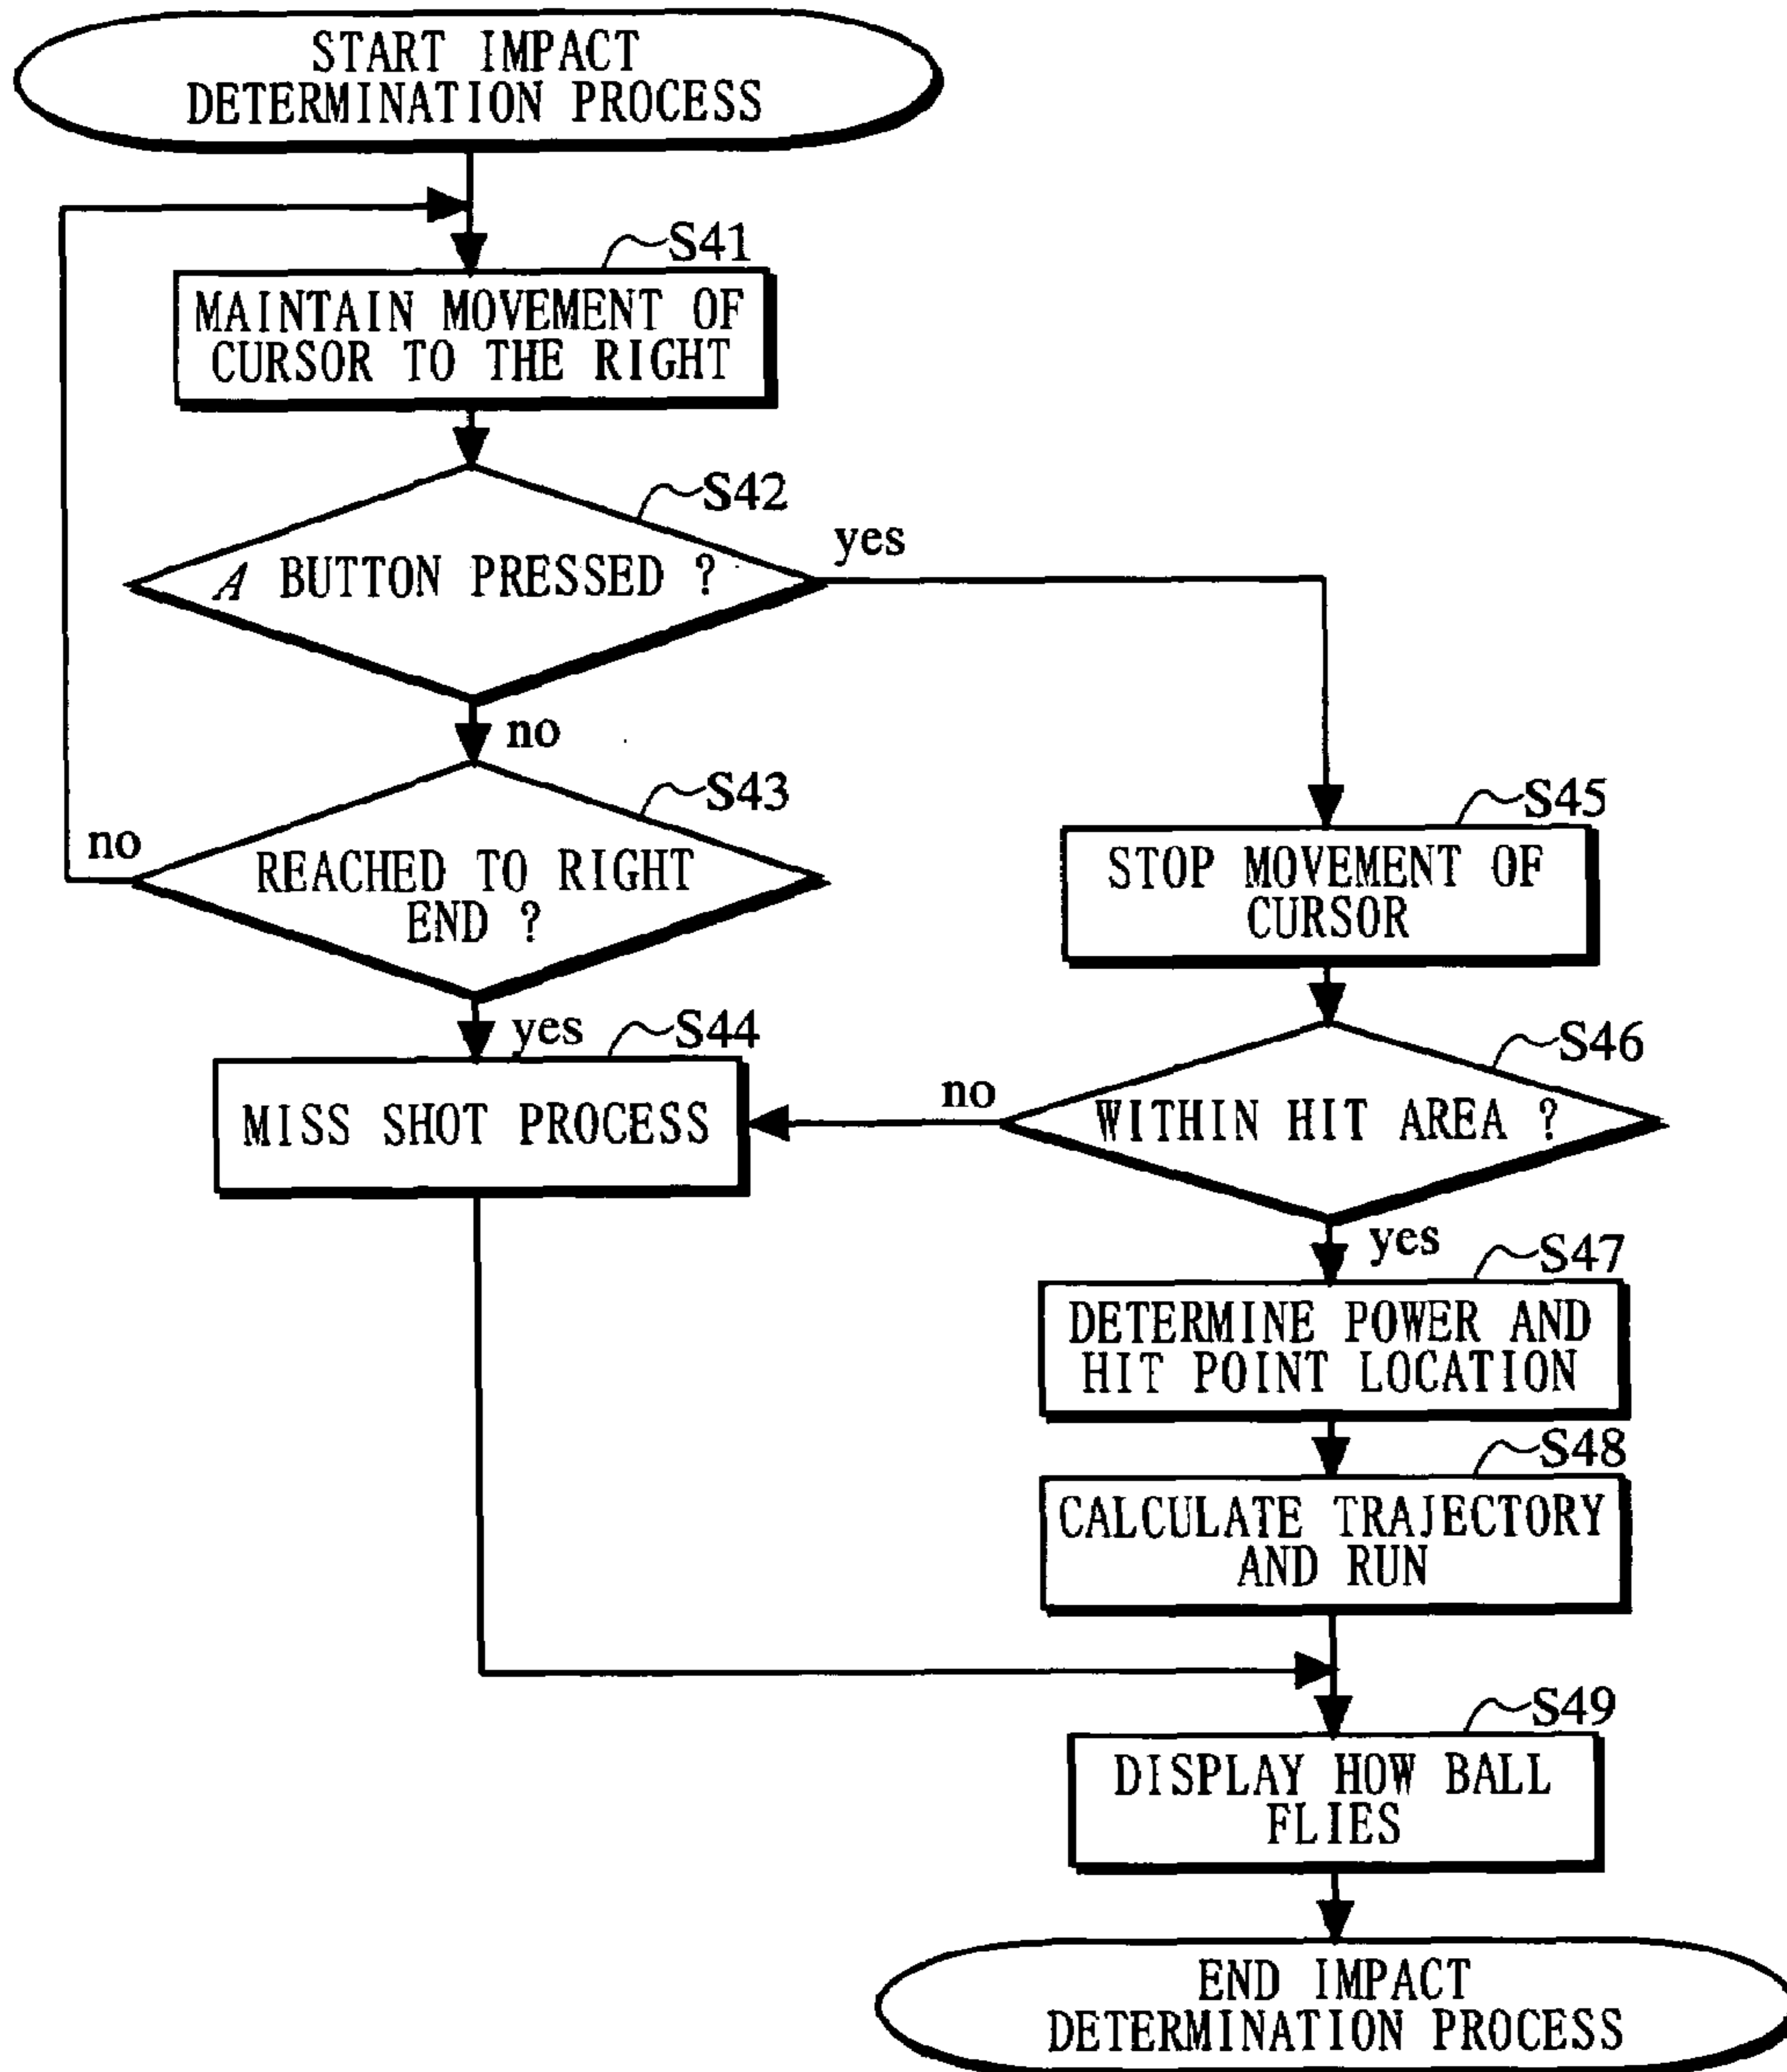 START IMPACT
DETERMINATION PROCESS
S41
MAINTAIN MOVEMENT OF
CURSOR TO THE RIGHT
S42
A BUTTON PRESSED ?
yes
no
S43
no
REACHED TO RIGHT
END ?
S45
STOP MOVEMENT OF
CURSOR
yes
S44
MISS SHOT PROCESS
S46
no
WITHIN HIT AREA ?
yes
S47
DETERMINE POWER AND
HIT POINT LOCATION
S48
CALCULATE TRAJECTORY
AND RUN
S49
DISPLAY HOW BALL
FLIES
END IMPACT
DETERMINATION PROCESS